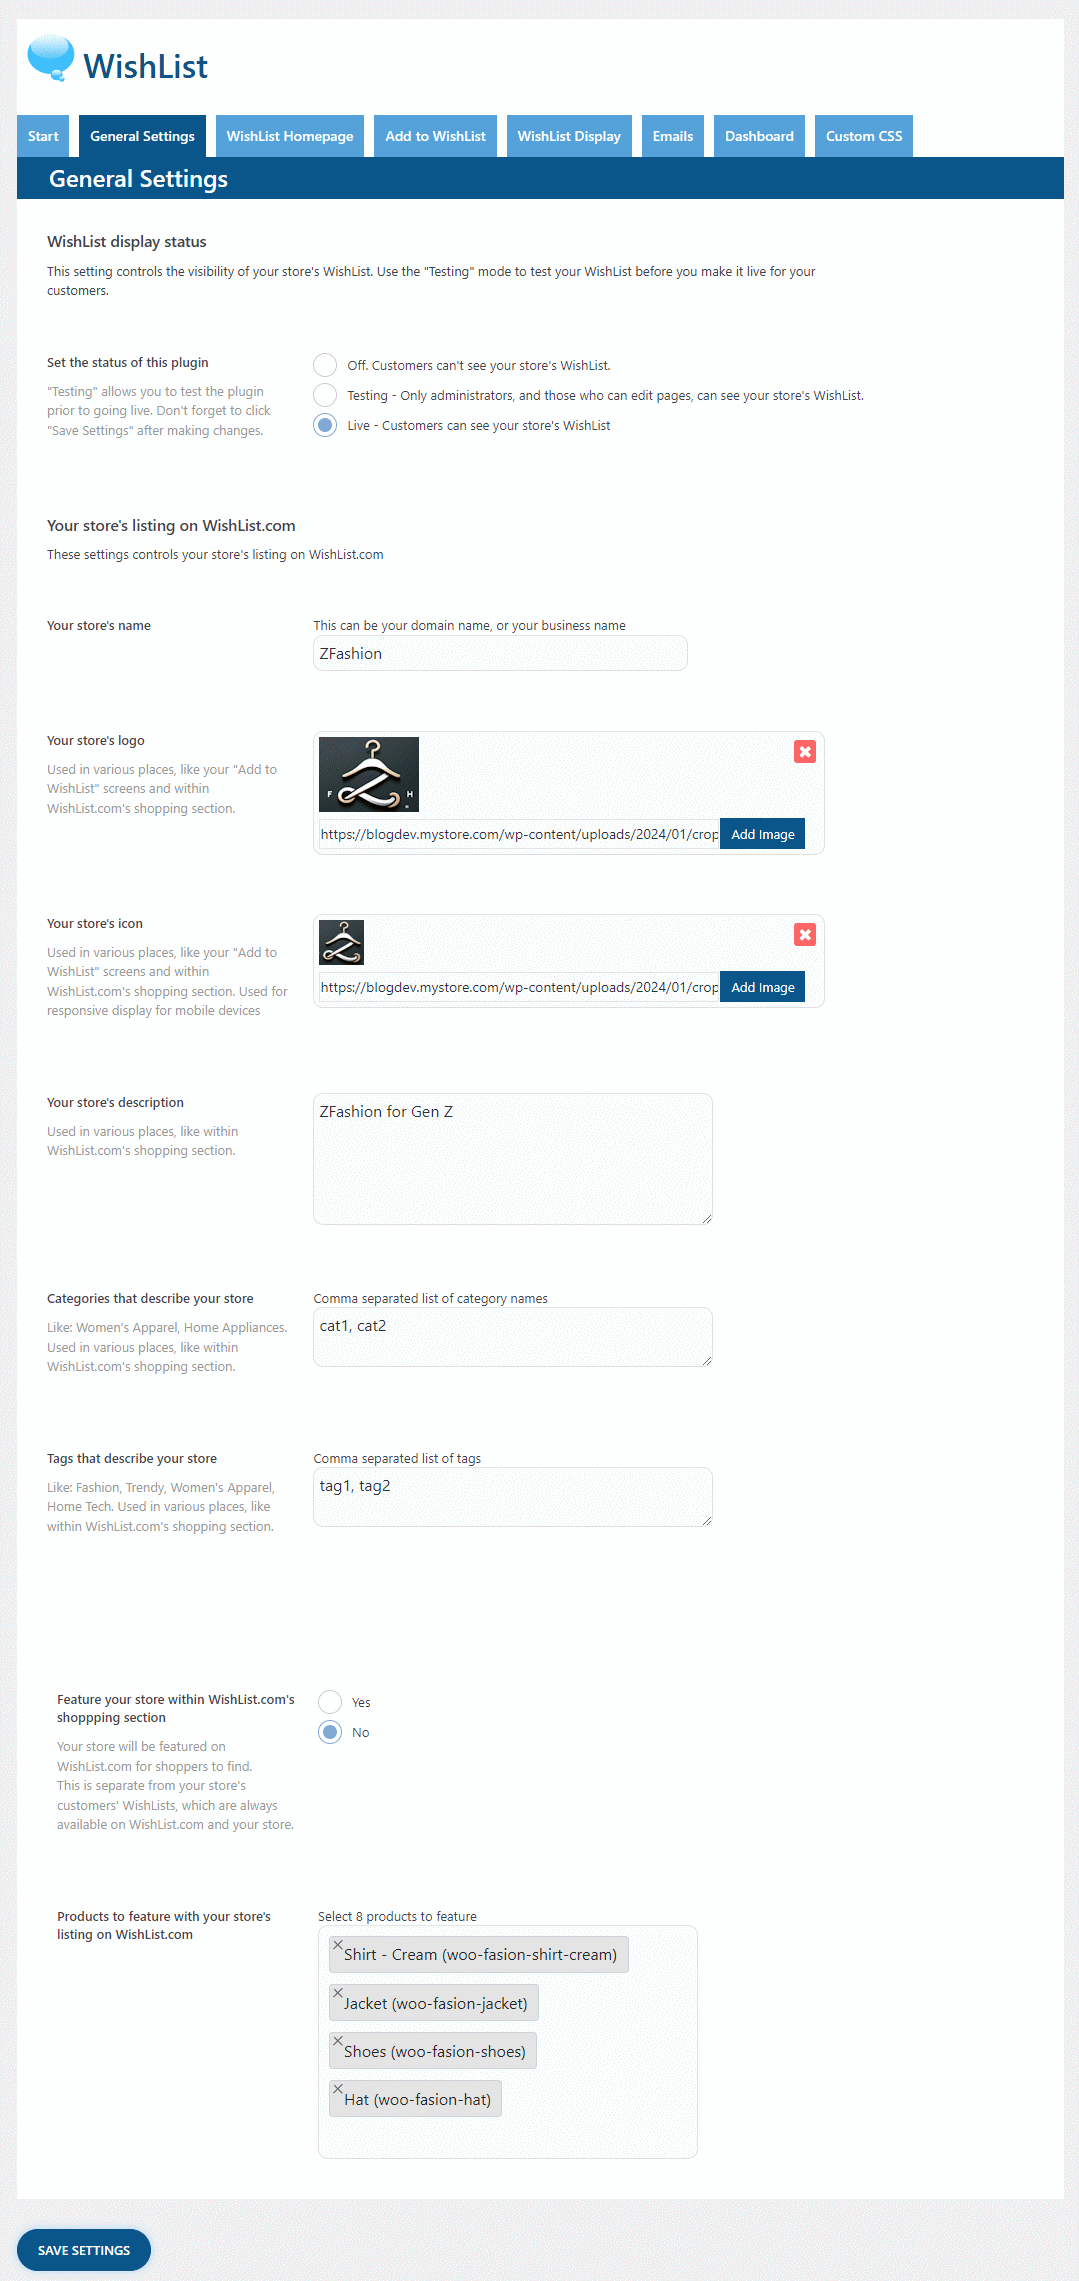 WishList
Start
General Settings
WishList Homepage
Add to WishList
WishList Display
Emails
Dashboard
Custom CSS
General Settings
WishList display status
This setting controls the visibility of your store's WishList. Use the "Testing" mode to test your WishList before you make it live for your
customers.
Set the status of this plugin
"Testing" allows you to test the plugin
prior to going live. Don't forget to click
"Save Settings" after making changes.
Off. Customers can't see your store's WishList.
Testing - Only administrators, and those who can edit pages, can see your store's WishList.
Live - Customers can see your store's WishList
Your store's listing on WishList.com
These settings controls your store's listing on WishList.com
Your store's name
This can be your domain name, or your business name
ZFashion
Your store's logo
Used in various places, like your "Add to
WishList" screens and within
WishList.com's shopping section.
F H
https://blogdev.mystore.com/wp-content/uploads/2024/01/crop
Add Image
Your store's icon
Used in various places, like your "Add to
WishList" screens and within
WishList.com's shopping section. Used for
responsive display for mobile devices
https://blogdev.mystore.com/wp-content/uploads/2024/01/crop
Add Image
Your store's description
Used in various places, like within
WishList.com's shopping section.
ZFashion for Gen Z
Categories that describe your store
Like: Women's Apparel, Home Appliances.
Used in various places, like within
WishList.com's shopping section.
Comma separated list of category names
cat1, cat2
Tags that describe your store
Like: Fashion, Trendy, Women's Apparel,
Home Tech. Used in various places, like
within WishList.com's shopping section.
Comma separated list of tags
tag1, tag2
Feature your store within WishList.com's
shoppping section
Your store will be featured on
WishList.com for shoppers to find.
This is separate from your store's
customers' WishLists, which are always
available on WishList.com and your store.
Yes
No
Products to feature with your store's
listing on WishList.com
Select 8 products to feature
Shirt - Cream (woo-fasion-shirt-cream)
Jacket (woo-fasion-jacket)
Shoes (woo-fasion-shoes)
Hat (woo-fasion-hat)
SAVE SETTINGS